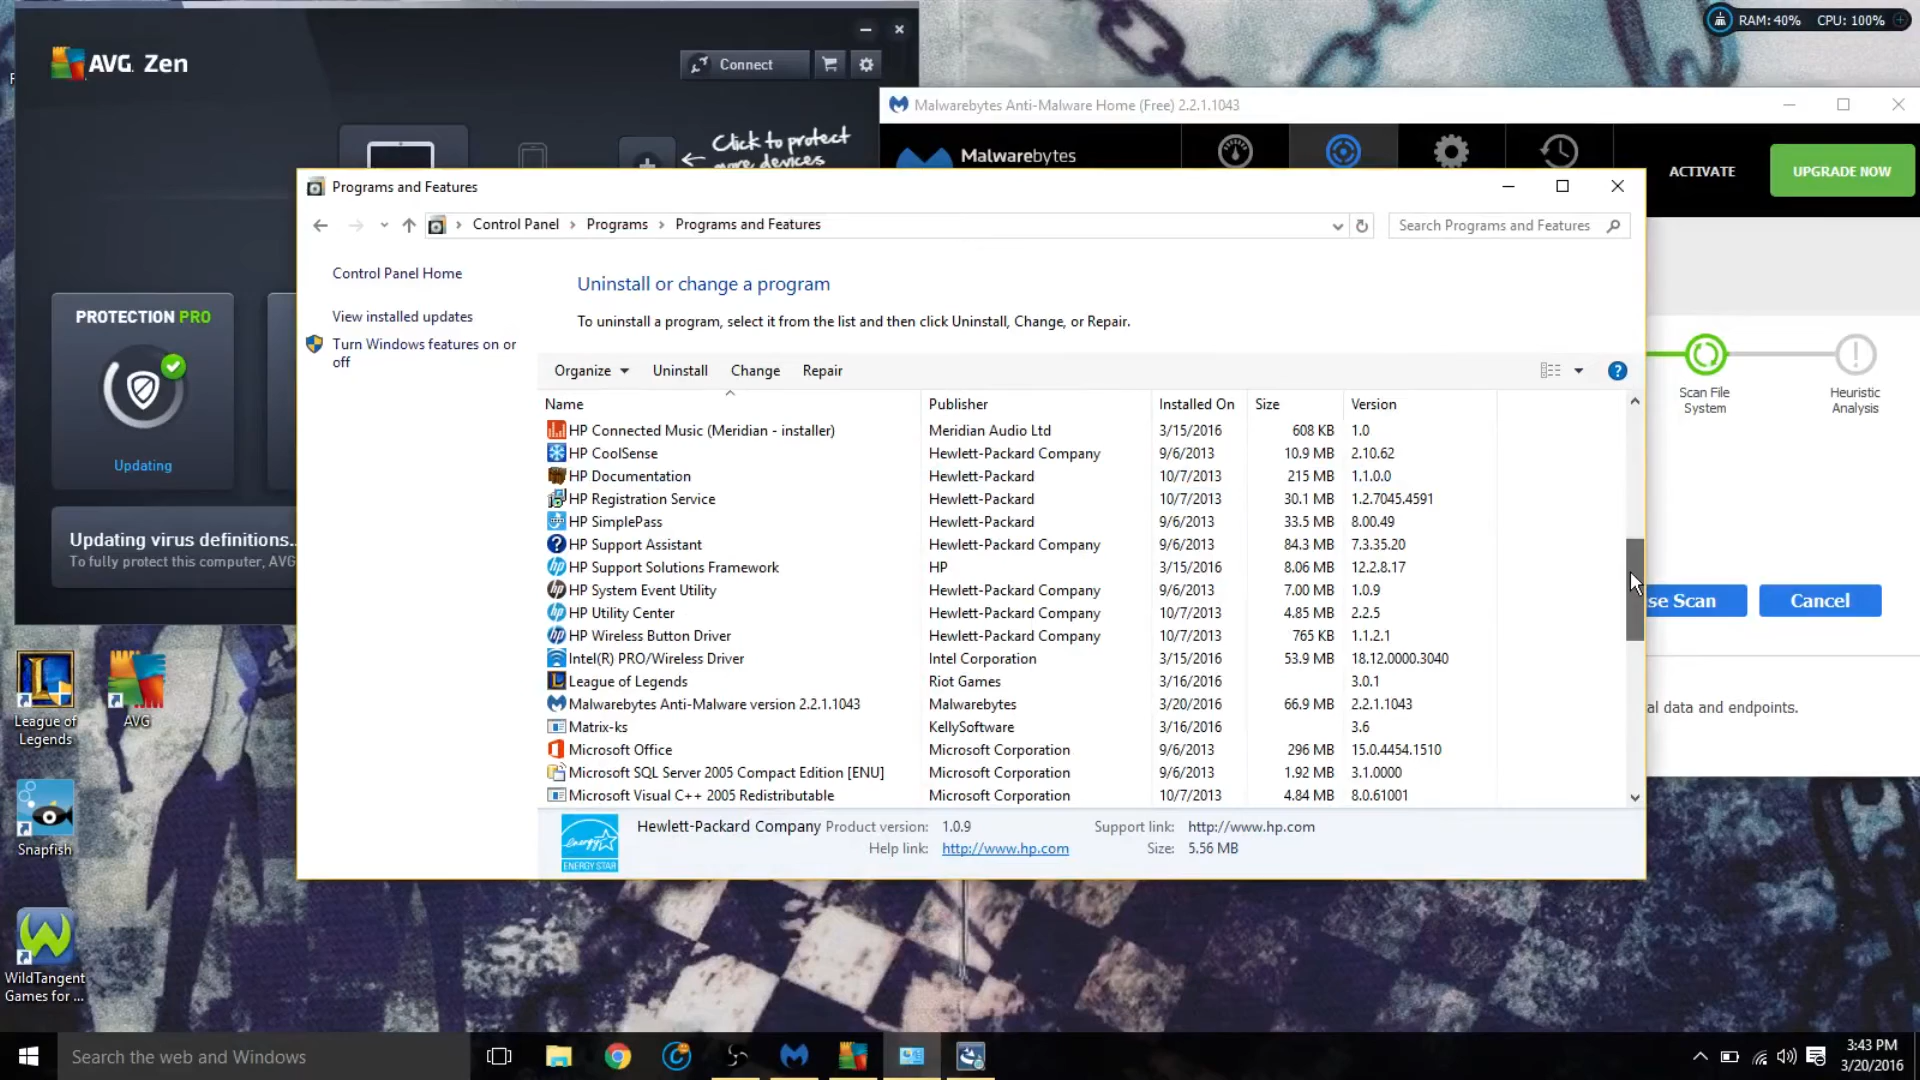 RAM: 40% CPU: 100%
AVG. Zen
Connect
Click to protect
more devices
Malwarebytes Anti-Malware Home (Free) 2.2.1.1043
Malwarebytes
ACTIVATE
UPGRADE NOW
Programs and Features
Control Panel > Programs > Programs and Features
Search Programs and Features
Control Panel Home
View installed updates
Turn Windows features on or
off
Uninstall or change a program
To uninstall a program, select it from the list and then click Uninstall, Change, or Repair.
Organize Uninstall Change Repair
Name Publisher Installed On Size Version
HP Connected Music (Meridian - installer) Meridian Audio Ltd 3/15/2016 608 KB 1.0
HP CoolSense Hewlett-Packard Company 9/6/2013 10.9 MB 2.10.62
HP Documentation Hewlett-Packard 10/7/2013 215 MB 1.1.0.0
HP Registration Service Hewlett-Packard 10/7/2013 30.1 MB 1.2.7045.4591
HP SimplePass Hewlett-Packard 9/6/2013 33.5 MB 8.00.49
HP Support Assistant Hewlett-Packard Company 9/6/2013 84.3 MB 7.3.35.20
HP Support Solutions Framework HP 3/15/2016 8.06 MB 12.2.8.17
HP System Event Utility Hewlett-Packard Company 9/6/2013 7.00 MB 1.0.9
HP Utility Center Hewlett-Packard Company 10/7/2013 4.85 MB 2.2.5
HP Wireless Button Driver Hewlett-Packard Company 10/7/2013 765 KB 1.1.2.1
Intel(R) PRO/Wireless Driver Intel Corporation 3/15/2016 53.9 MB 18.12.0000.3040
League of Legends Riot Games 3/16/2016 3.0.1
Malwarebytes Anti-Malware version 2.2.1.1043 Malwarebytes 3/20/2016 66.9 MB 2.2.1.1043
Matrix-ks KellySoftware 3/16/2016 3.6
Microsoft Office Microsoft Corporation 9/6/2013 296 MB 15.0.4454.1510
Microsoft SQL Server 2005 Compact Edition [ENU] Microsoft Corporation 9/6/2013 1.92 MB 3.1.0000
Microsoft Visual C++ 2005 Redistributable Microsoft Corporation 10/7/2013 4.84 MB 8.0.61001
Hewlett-Packard Company Product version: 1.0.9 Support link: http://www.hp.com
Help link: http://www.hp.com Size: 5.56 MB
ENERGY STAR
PROTECTION PRO
Updating
Updating virus definitions..
To fully protect this computer, AVG
Scan File
System
Heuristic
Analysis
se Scan
Cancel
al data and endpoints.
League of
Legends
AVG
Snapfish
WildTangent
Games for ...
Search the web and Windows
3:43 PM
3/20/2016